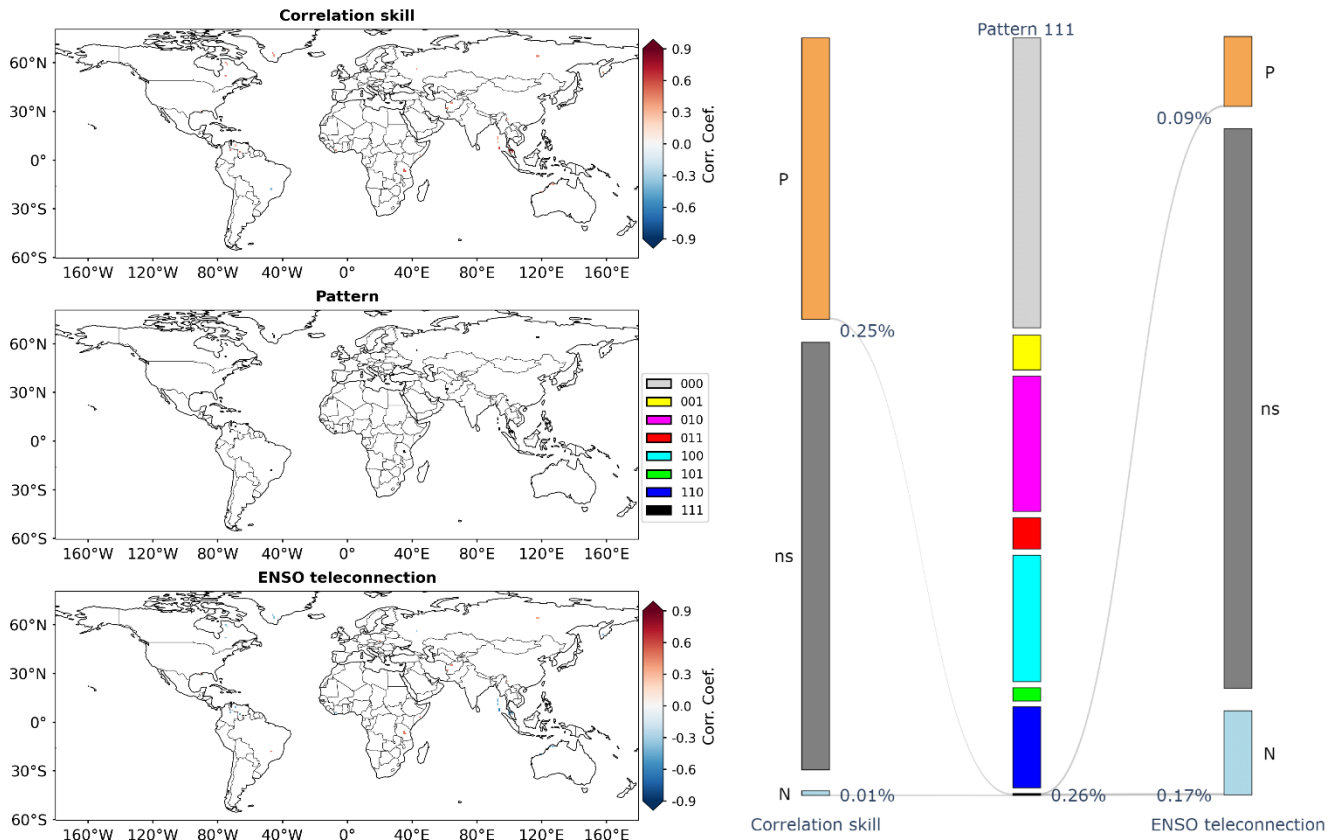 Correlation skill
60°N
30°N
0°
30°S
60°S
160°W 120°W 80°W 40°W 0° 40°E 80°E 120°E 160°E
0.9
0.6
0.3
0.0
-0.3
-0.6
-0.9
Corr. Coef.
Pattern
60°N
30°N
0°
30°S
60°S
160°W 120°W 80°W 40°W 0° 40°E 80°E 120°E 160°E
000
001
010
011
100
101
110
111
ENSO teleconnection
60°N
30°N
0°
30°S
60°S
160°W 120°W 80°W 40°W 0° 40°E 80°E 120°E 160°E
0.9
0.6
0.3
0.0
-0.3
-0.6
-0.9
Corr. Coef.
Pattern 111
P
0.25%
ns
N
0.01%
Correlation skill
0.26%
P
0.09%
ns
N
0.17%
ENSO teleconnection